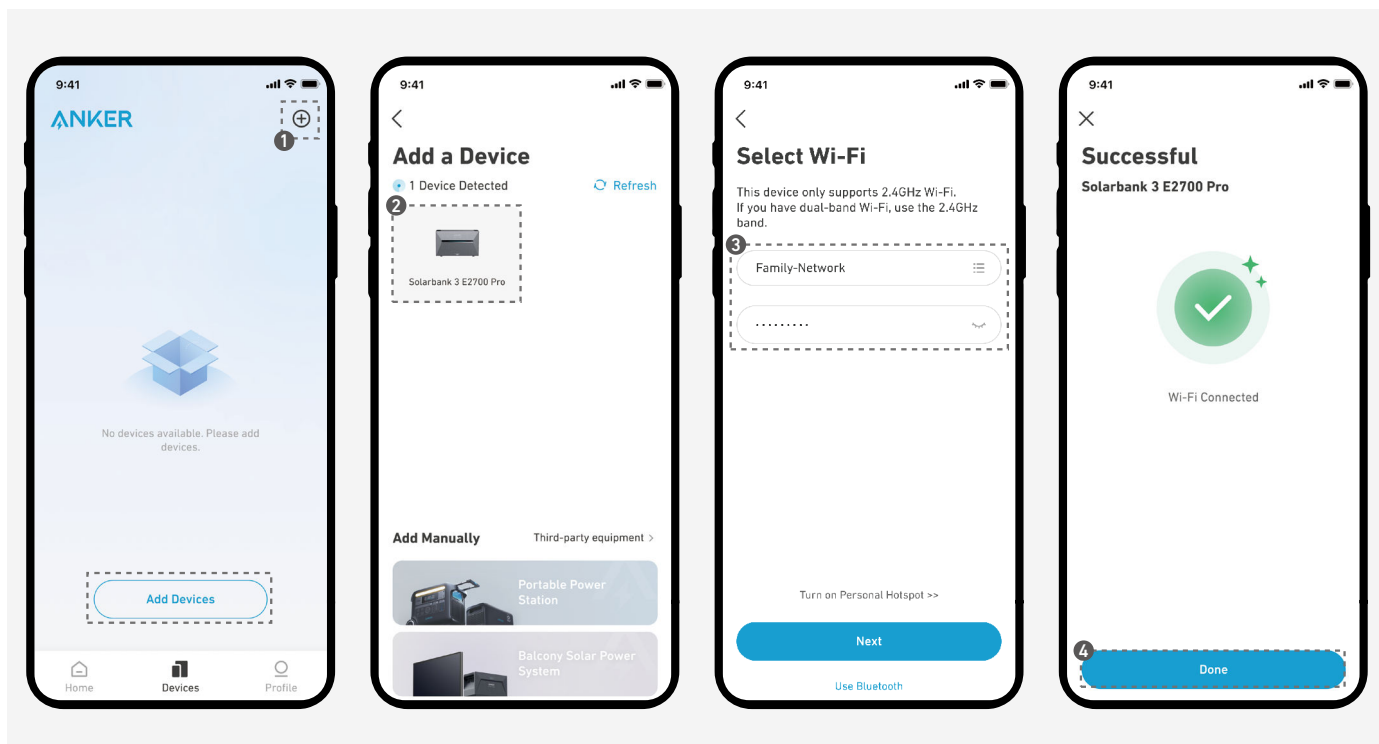 9:41
ANKER
1
No devices available. Please add
devices.
Add Devices
Home
Devices
Profile
9:41
Add a Device
1 Device Detected
Refresh
2
Solarbank 3 E2700 Pro
Add Manually
Third-party equipment >
Portable Power
Station
Balcony Solar Power
System
9:41
Select Wi-Fi
This device only supports 2.4GHz Wi-Fi.
If you have dual-band Wi-Fi, use the 2.4GHz
band.
3
Family-Network
·········
Turn on Personal Hotspot >>
Next
Use Bluetooth
9:41
Successful
Solarbank 3 E2700 Pro
Wi-Fi Connected
4
Done